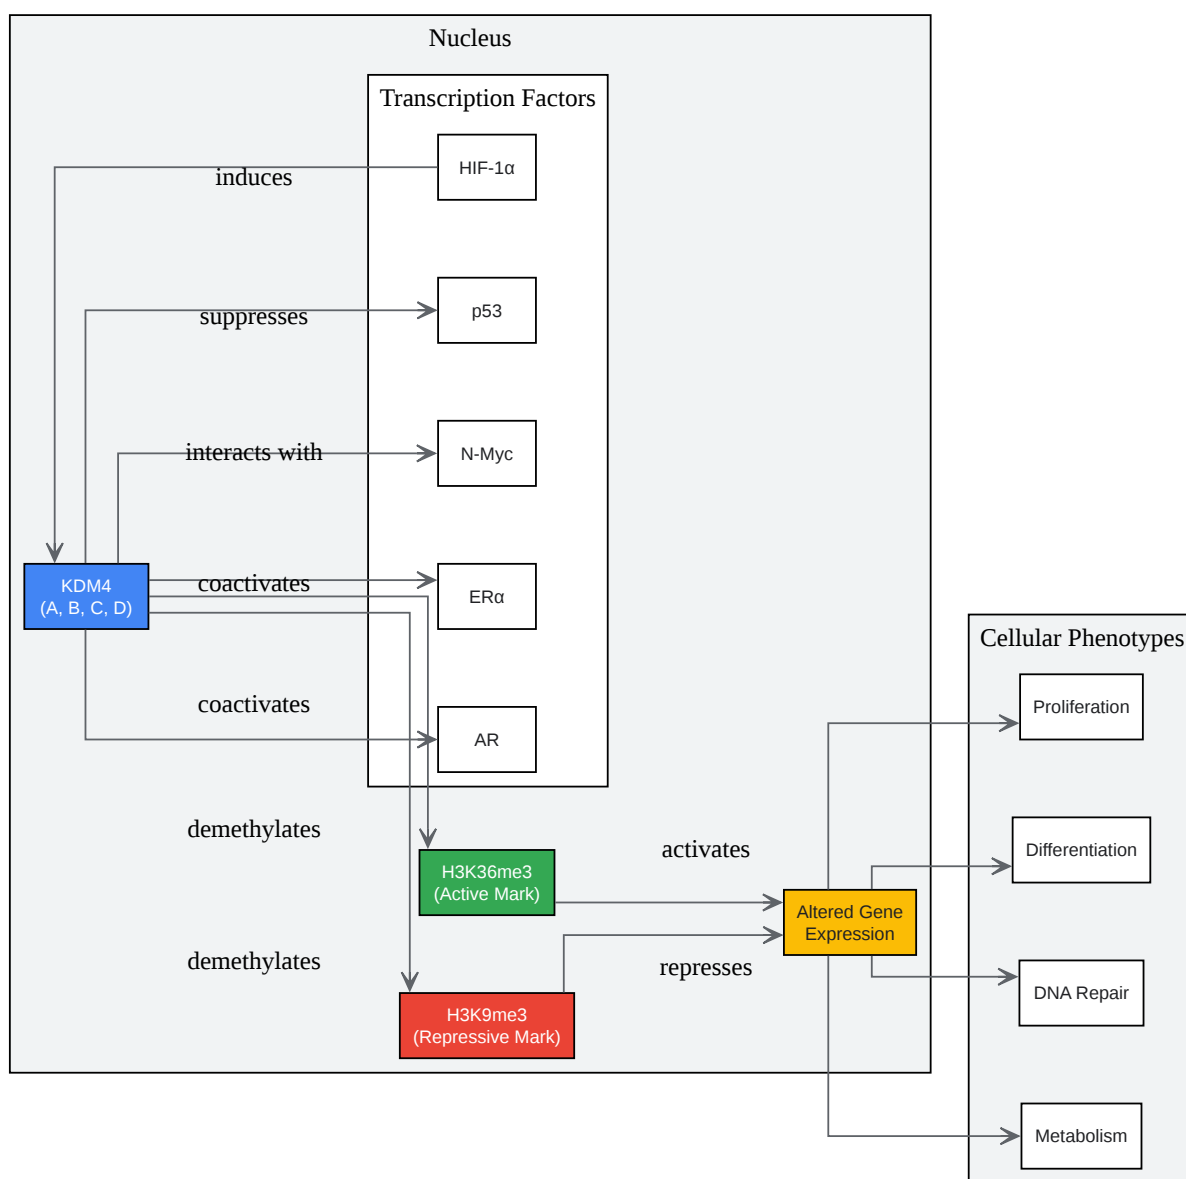 Nucleus
Transcription Factors
HIF-1α
induces
p53
suppresses
interacts with
N-Myc
KDM4
(A, B, C, D)
coactivates
ERα
coactivates
AR
demethylates
H3K36me3
(Active Mark)
activates
demethylates
H3K9me3
(Repressive Mark)
represses
Altered Gene
Expression
Cellular Phenotypes
Proliferation
Differentiation
DNA Repair
Metabolism